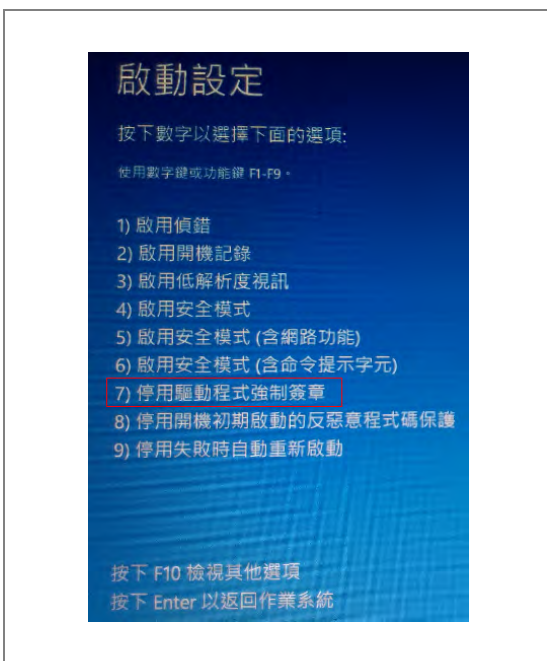 啟動設定
按下數字以選擇下面的選項:
使用數字鍵或功能鍵 F1-F9。
1) 啟用偵錯
2) 啟用開機記錄
3) 啟用低解析度視訊
4) 啟用安全模式
5) 啟用安全模式 (含網路功能)
6) 啟用安全模式 (含命令提示字元)
7) 停用驅動程式強制簽章
8) 停用開機初期啟動的反惡意程式碼保護
9) 停用失敗時自動重新啟動
按下 F10 檢視其他選項
按下 Enter 以返回作業系統